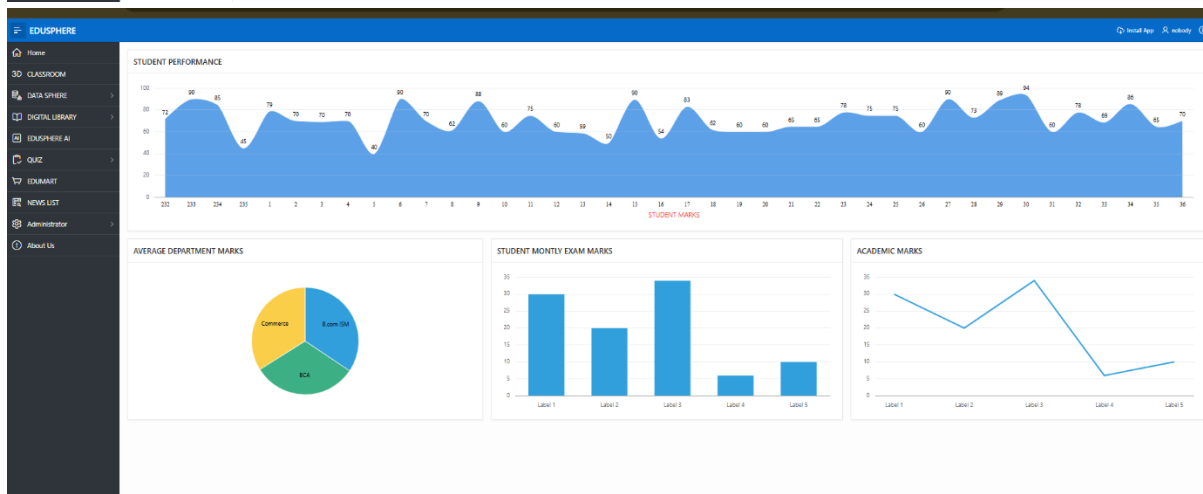 EDUSPHERE
Install App nobody
Home
3D CLASSROOM
DATA SPHERE
DIGITAL LIBRARY
AI EDUSPHERE AI
QUIZ
EDUMART
NEWS LIST
Administrator
About Us
STUDENT PERFORMANCE
100
80
60
40
20
0
72 90 85 45 79 70 70 40 90 70 62 88 60 75 60 59 50 90 54 83 62 60 60 65 65 78 75 75 60 90 73 89 94 60 78 69 86 65 70
232 233 234 235 1 2 3 4 5 6 7 8 9 10 11 12 13 14 15 16 17 18 19 20 21 22 23 24 25 26 27 28 29 30 31 32 33 34 35 36
STUDENT MARKS
AVERAGE DEPARTMENT MARKS
Commerce B.com ISM
BCA
STUDENT MONTLY EXAM MARKS
35
30
25
20
15
10
5
0
Label 1 Label 2 Label 3 Label 4 Label 5
ACADEMIC MARKS
35
30
25
20
15
10
5
0
Label 1 Label 2 Label 3 Label 4 Label 5